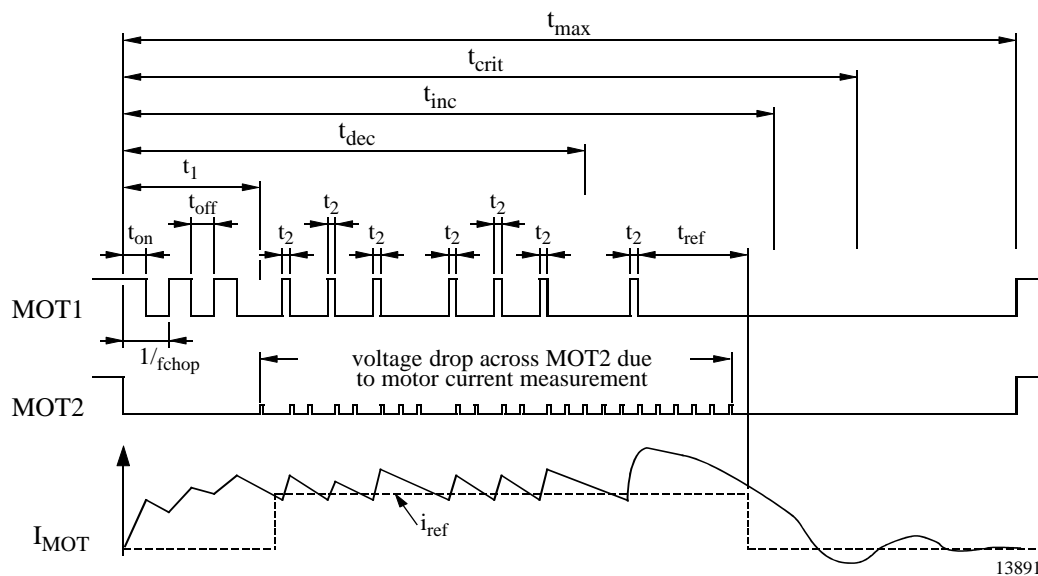 tmax
tcrit
tinc
tdec
t1
toff
t2
t2
ton
t2
t2
t2
t2
t2
tref
MOT1
1/fchop
voltage drop across MOT2 due
to motor current measurement
MOT2
iref
IMOT
13891